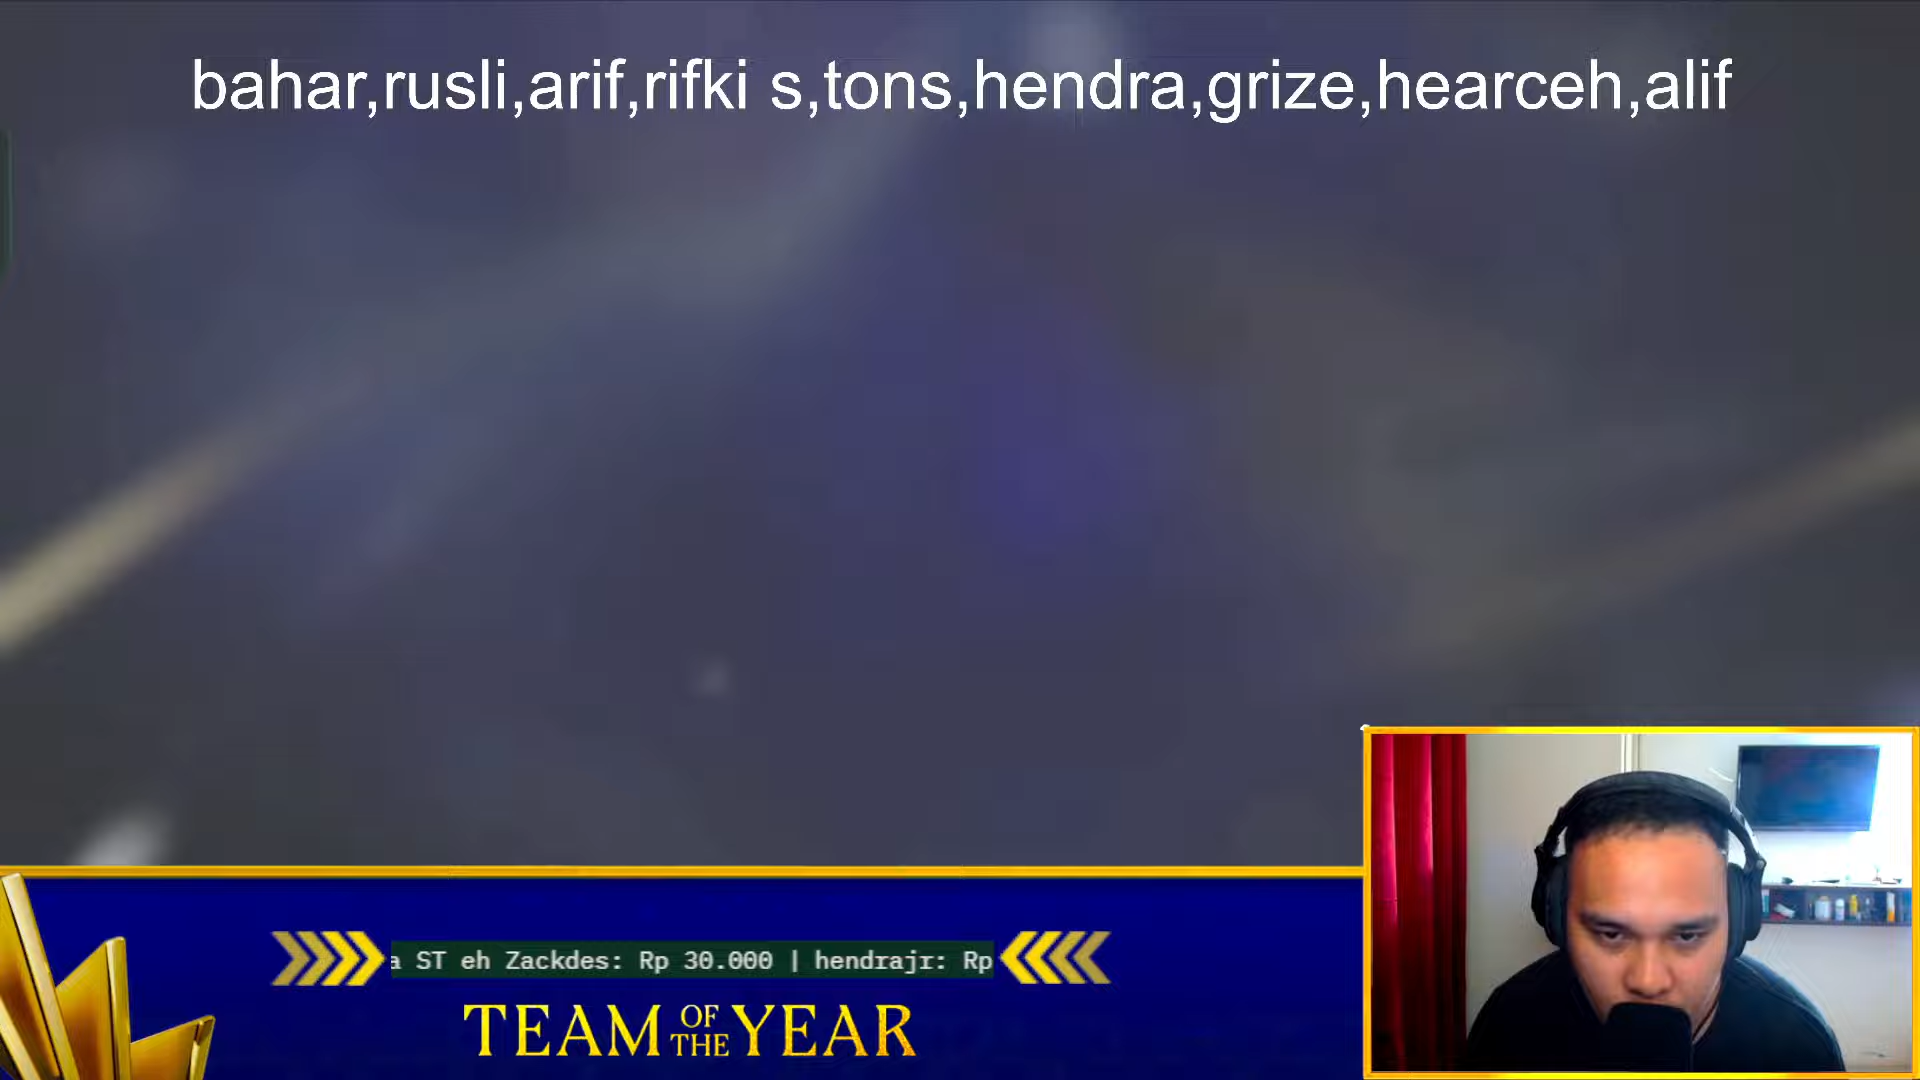 bahar,rusli,arif,rifki s,tons,hendra,grize,hearceh,alif
a ST eh Zackdes: Rp 30.000 | hendrajr: Rp
TEAM OF THE YEAR